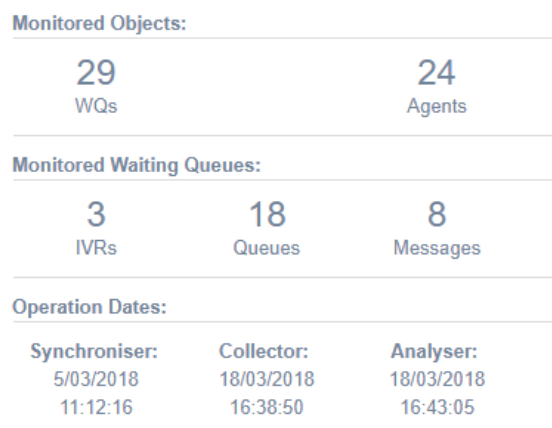 Monitored Objects:
29 24
WQs Agents
Monitored Waiting Queues:
3 18 8
IVRs Queues Messages
Operation Dates:
Synchroniser: Collector: Analyser:
5/03/2018 18/03/2018 18/03/2018
11:12:16 16:38:50 16:43:05